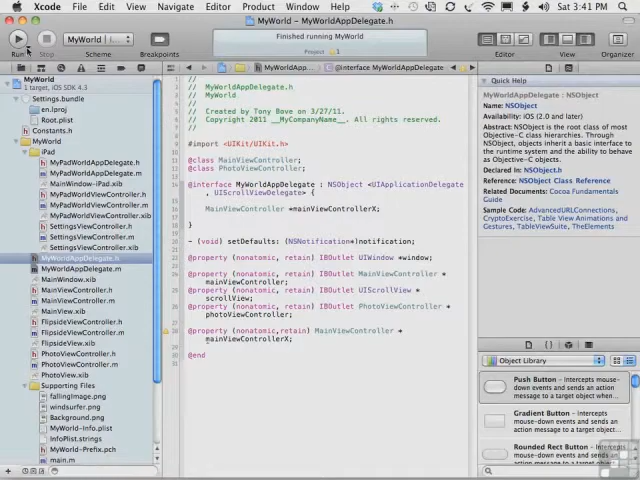 Xcode File Edit View Navigate Editor Product Window Help Sat 3:41 PM
MyWorld – MyWorldAppDelegate.h
MyWorld | i...
Finished running MyWorld
Project 1
Run Stop Scheme Breakpoints Editor View Organizer
MyWorldA... @interface MyWorldAppDelegate
MyWorld
1 target, iOS SDK 4.3
Settings.bundle
en.lproj
Root.plist
Constants.h
MyWorld
iPad
MyPadWorldAppDelegate.h
MyPadWorldAppDelegate.m
MainWindow-iPad.xib
MyPadWorldViewController.h
MyPadWorldViewController.m
MyPadWorldViewController.xib
SettingsViewController.h
SettingsViewController.m
SettingsViewController.xib
MyWorldAppDelegate.h
MyWorldAppDelegate.m
MainWindow.xib
MainViewController.h
MainViewController.m
MainView.xib
FlipsideViewController.h
FlipsideViewController.m
FlipsideView.xib
PhotoViewController.h
PhotoViewController.m
PhotoView.xib
Supporting Files
fallingImage.png
windsurfer.png
Background.png
MyWorld-Info.plist
InfoPlist.strings
MyWorld-Prefix.pch
main.m
//
// MyWorldAppDelegate.h
// MyWorld
//
// Created by Tony Bove on 3/27/11.
// Copyright 2011 __MyCompanyName__. All rights reserved.
//
#import <UIKit/UIKit.h>
@class MainViewController;
@class PhotoViewController;
@interface MyWorldAppDelegate : NSObject <UIApplicationDelegate
, UIScrollViewDelegate> {
MainViewController *mainViewControllerX;
}
- (void) setDefaults: (NSNotification*)notification;
@property (nonatomic, retain) IBOutlet UIWindow *window;
@property (nonatomic, retain) IBOutlet MainViewController *
mainViewController;
@property (nonatomic, retain) IBOutlet UIScrollView *
scrollView;
@property (nonatomic, retain) IBOutlet PhotoViewController *
photoViewController;
@property (nonatomic,retain) MainViewController *
mainViewControllerX;
@end
Quick Help
MyWorldAppDelegate : NSObject
Name: NSObject
Availability: iOS (2.0 and later)
Abstract: NSObject is the root class of most
Objective-C class hierarchies. Through
NSObject, objects inherit a basic interface to
the runtime system and the ability to behave
as Objective-C objects.
Declared In: NSObject.h
Reference: NSObject Class Reference
Related Documents: Cocoa Fundamentals
Guide
Sample Code: AdvancedURLConnections,
CryptoExercise, Table View Animations and
Gestures, TableViewSuite, TheElements
Object Library
Push Button - Intercepts mouse-
down events and sends an action
message to a target object when...
Gradient Button - Intercepts
mouse-down events and sends an
action message to a target object...
Rounded Rect Button - Intercepts
mouse-down events and sends an